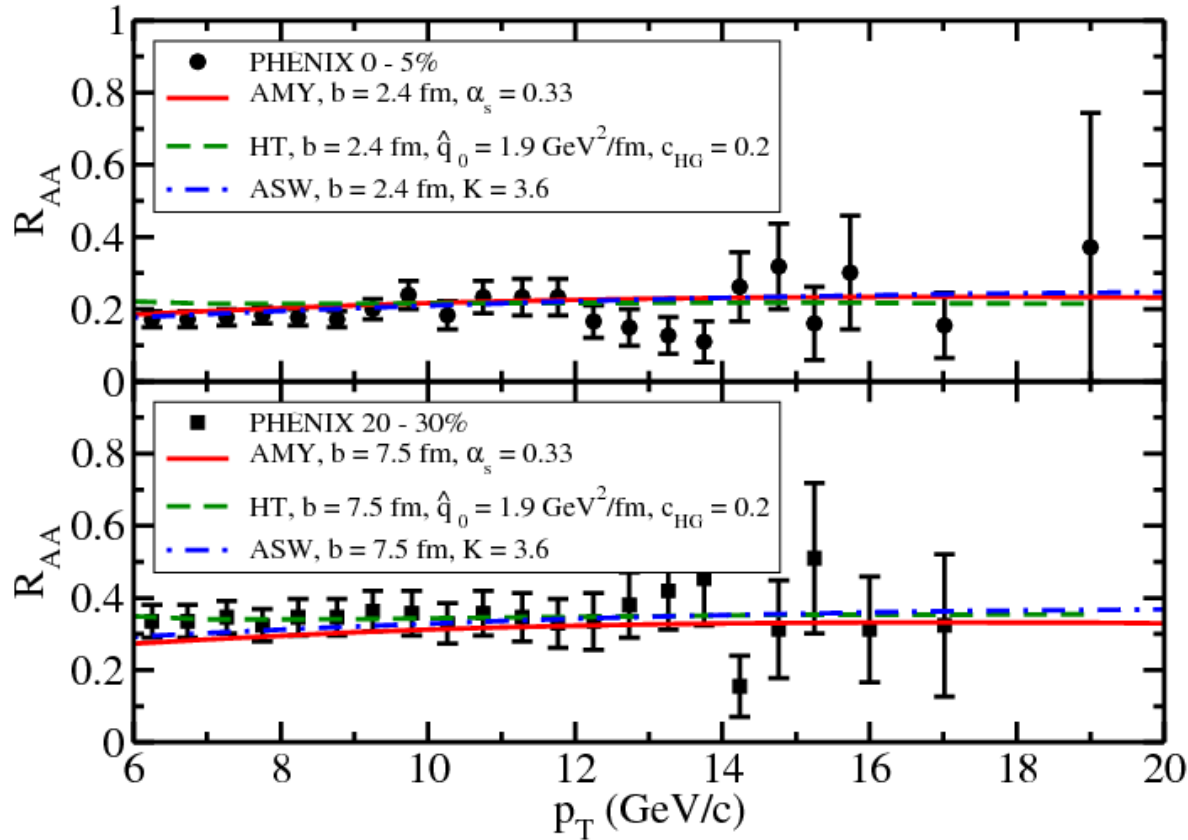 1
0.8
0.6
0.4
0.2
0
R_AA
PHENIX 0 - 5%
AMY, b = 2.4 fm, α_s = 0.33
HT, b = 2.4 fm, q̂_0 = 1.9 GeV²/fm, c_HG = 0.2
ASW, b = 2.4 fm, K = 3.6
0.8
0.6
0.4
0.2
0
R_AA
PHENIX 20 - 30%
AMY, b = 7.5 fm, α_s = 0.33
HT, b = 7.5 fm, q̂_0 = 1.9 GeV²/fm, c_HG = 0.2
ASW, b = 7.5 fm, K = 3.6
6 8 10 12 14 16 18 20
p_T (GeV/c)